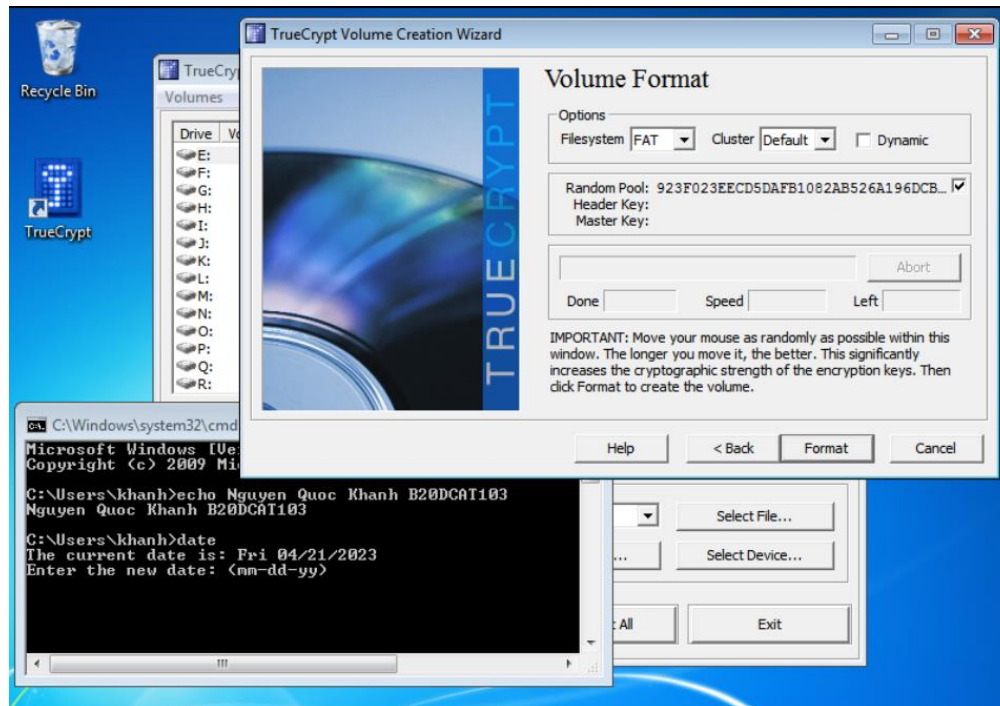 Recycle Bin
TrueCrypt
TrueCry
Volumes
Drive Vo
E:
F:
G:
H:
I:
J:
K:
L:
M:
N:
O:
P:
Q:
R:
TrueCrypt Volume Creation Wizard
TRUECRYPT
Volume Format
Options
Filesystem FAT Cluster Default Dynamic
Random Pool: 923F023EECD5DAFB1082AB526A196DCB...
Header Key:
Master Key:
Abort
Done Speed Left
IMPORTANT: Move your mouse as randomly as possible within this
window. The longer you move it, the better. This significantly
increases the cryptographic strength of the encryption keys. Then
click Format to create the volume.
Help < Back Format Cancel
C:\Windows\system32\cmd
Microsoft Windows [Ve
Copyright (c) 2009 Mi
C:\Users\khanh>echo Nguyen Quoc Khanh B20DCAT103
Nguyen Quoc Khanh B20DCAT103
C:\Users\khanh>date
The current date is: Fri 04/21/2023
Enter the new date: (mm-dd-yy)
Select File...
... Select Device...
All Exit